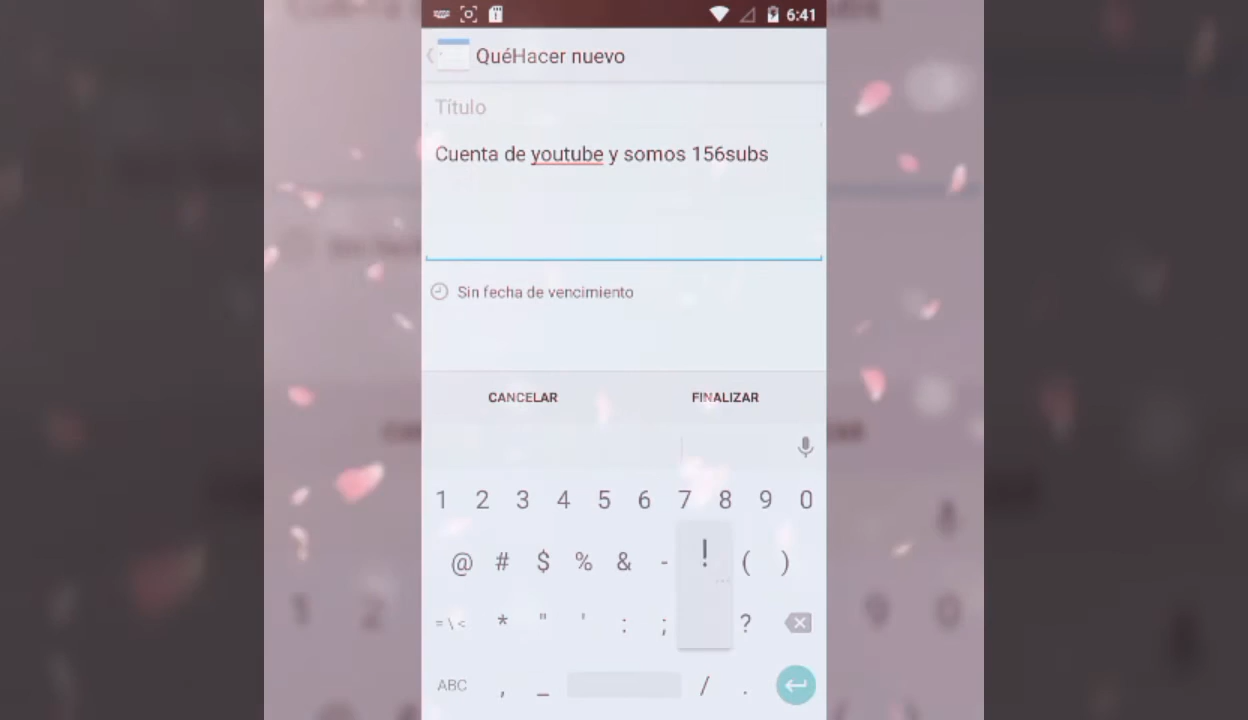 6:41
QuéHacer nuevo
Título
Cuenta de youtube y somos 156subs
Sin fecha de vencimiento
CANCELAR FINALIZAR
1 2 3 4 5 6 7 8 9 0
@ # $ % & - ! ( )
= \ < * " ' : ; ?
ABC , _ / .